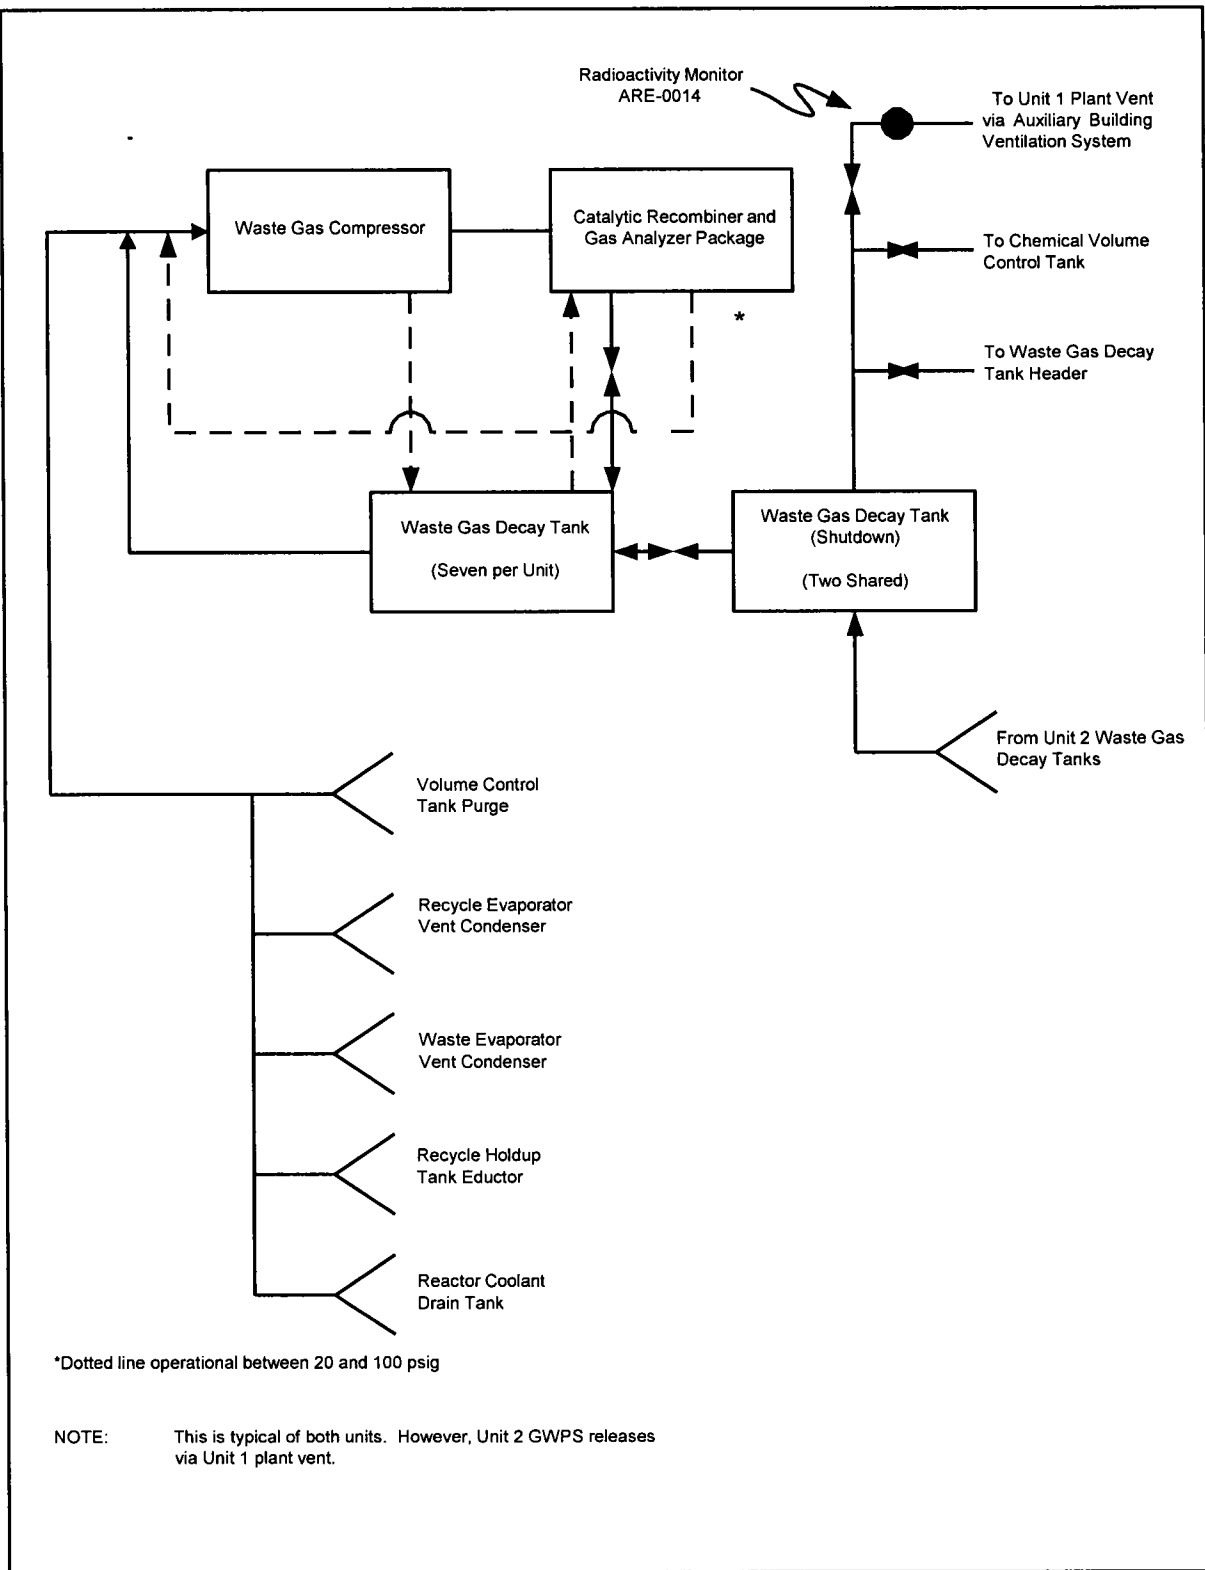 Radioactivity Monitor
ARE-0014
To Unit 1 Plant Vent
via Auxiliary Building
Ventilation System
Waste Gas Compressor
Catalytic Recombiner and
Gas Analyzer Package
*
To Chemical Volume
Control Tank
To Waste Gas Decay
Tank Header
Waste Gas Decay Tank
(Seven per Unit)
Waste Gas Decay Tank
(Shutdown)
(Two Shared)
From Unit 2 Waste Gas
Decay Tanks
Volume Control
Tank Purge
Recycle Evaporator
Vent Condenser
Waste Evaporator
Vent Condenser
Recycle Holdup
Tank Eductor
Reactor Coolant
Drain Tank
*Dotted line operational between 20 and 100 psig
NOTE: This is typical of both units. However, Unit 2 GWPS releases
via Unit 1 plant vent.